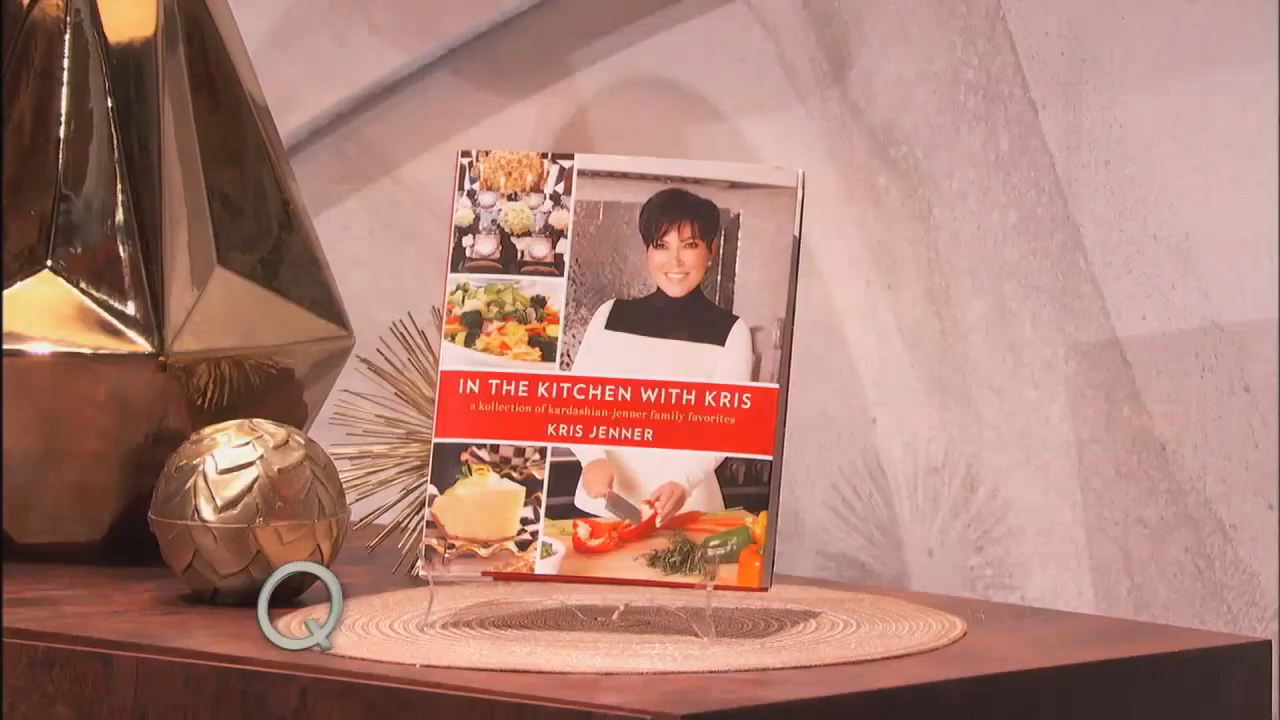 IN THE KITCHEN WITH KRIS
a kollection of kardashian-jenner family favorites
KRIS JENNER
Q